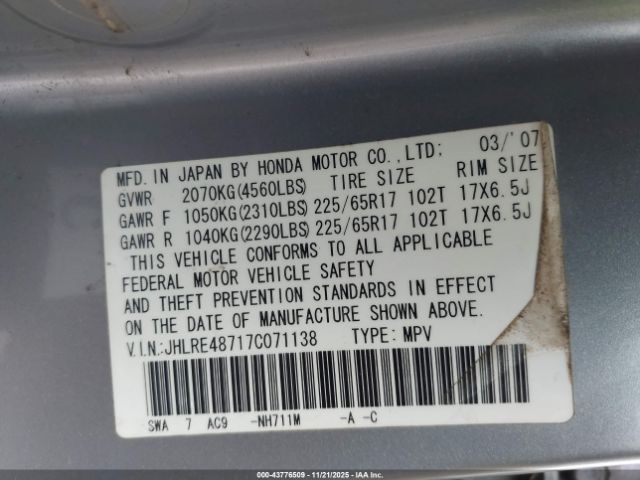 MFD. IN JAPAN BY HONDA MOTOR CO.,LTD; 03/'07
GVWR 2070KG(4560LBS) TIRE SIZE RIM SIZE
GAWR F 1050KG(2310LBS) 225/65R17 102T 17X6.5J
GAWR R 1040KG(2290LBS) 225/65R17 102T 17X6.5J
THIS VEHICLE CONFORMS TO ALL APPLICABLE
FEDERAL MOTOR VEHICLE SAFETY
AND THEFT PREVENTION STANDARDS IN EFFECT
ON THE DATE OF MANUFACTURE SHOWN ABOVE.
V.I.N.:JHLRE48717C071138 TYPE: MPV
SWA 7 AC9 -NH711M -A -C
© - 43776509 - 11/21/2025 - IAAI.COM